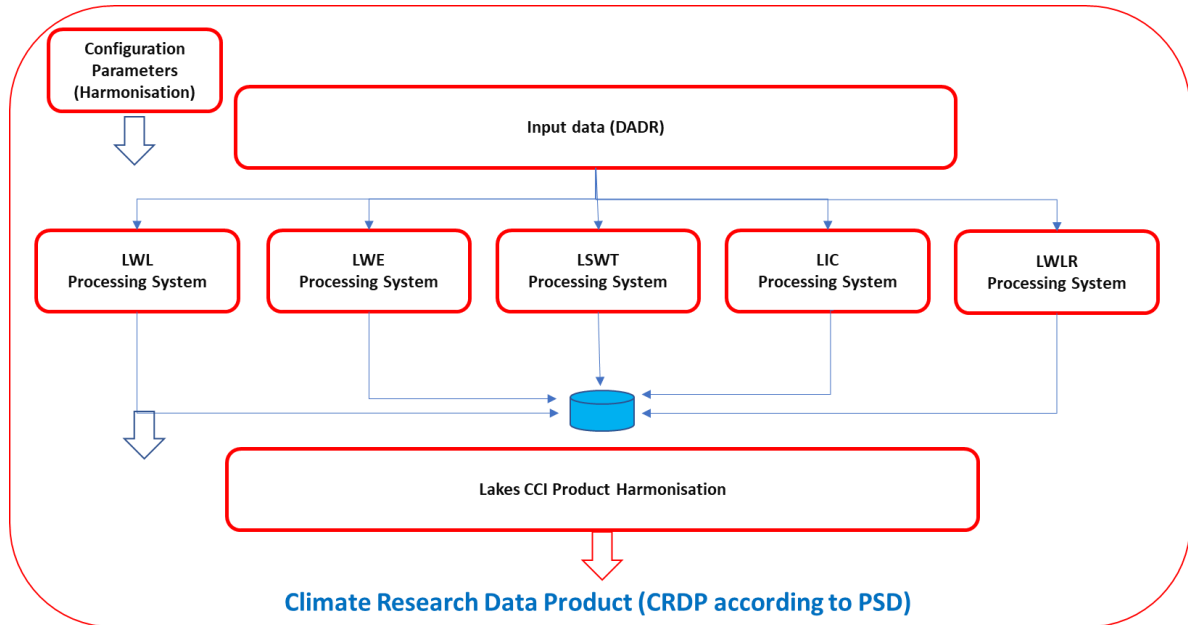 Configuration
Parameters
(Harmonisation)
Input data (DADR)
LWL
Processing System
LWE
Processing System
LSWT
Processing System
LIC
Processing System
LWLR
Processing System
Lakes CCI Product Harmonisation
Climate Research Data Product (CRDP according to PSD)